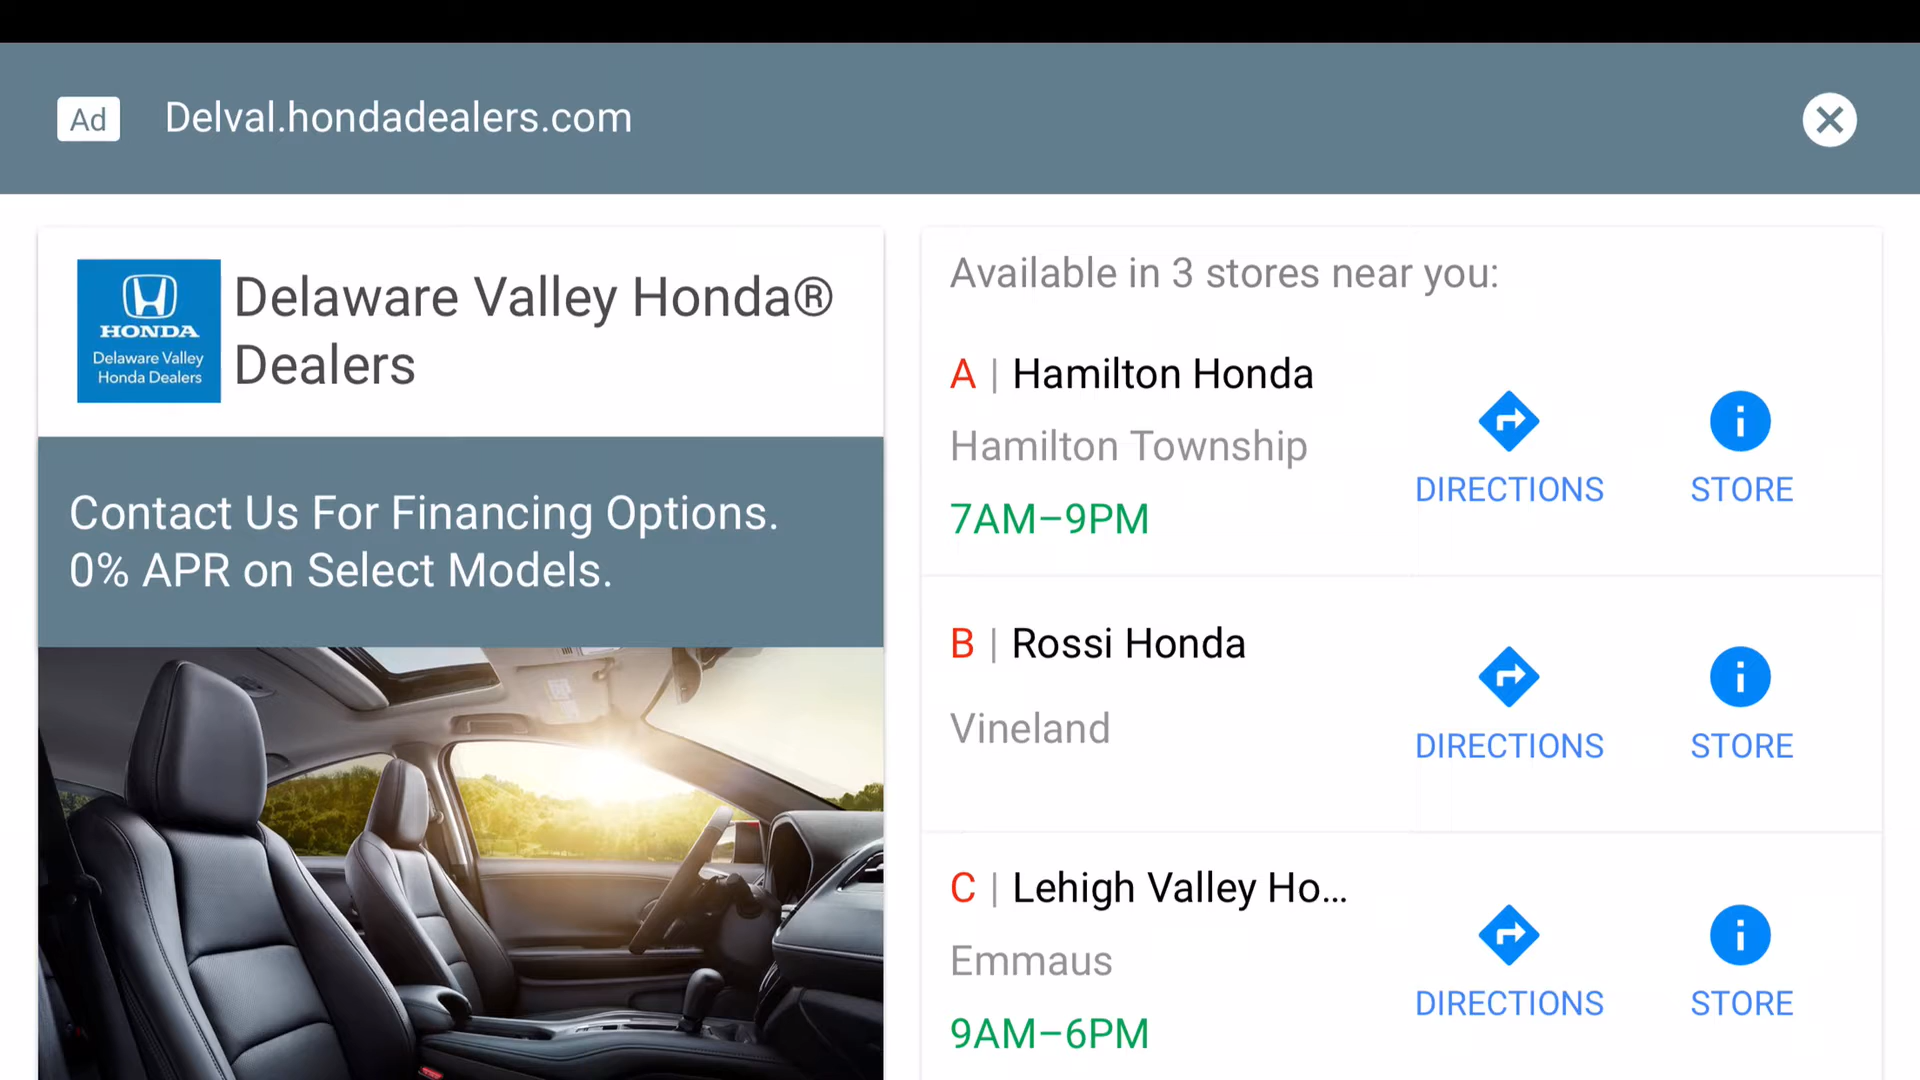 Ad
Delval.hondadealers.com
HONDA
Delaware Valley
Honda Dealers
Delaware Valley Honda®
Dealers
Contact Us For Financing Options.
0% APR on Select Models.
Available in 3 stores near you:
A | Hamilton Honda
Hamilton Township
7AM–9PM
DIRECTIONS
STORE
B | Rossi Honda
Vineland
DIRECTIONS
STORE
C | Lehigh Valley Ho...
Emmaus
9AM–6PM
DIRECTIONS
STORE